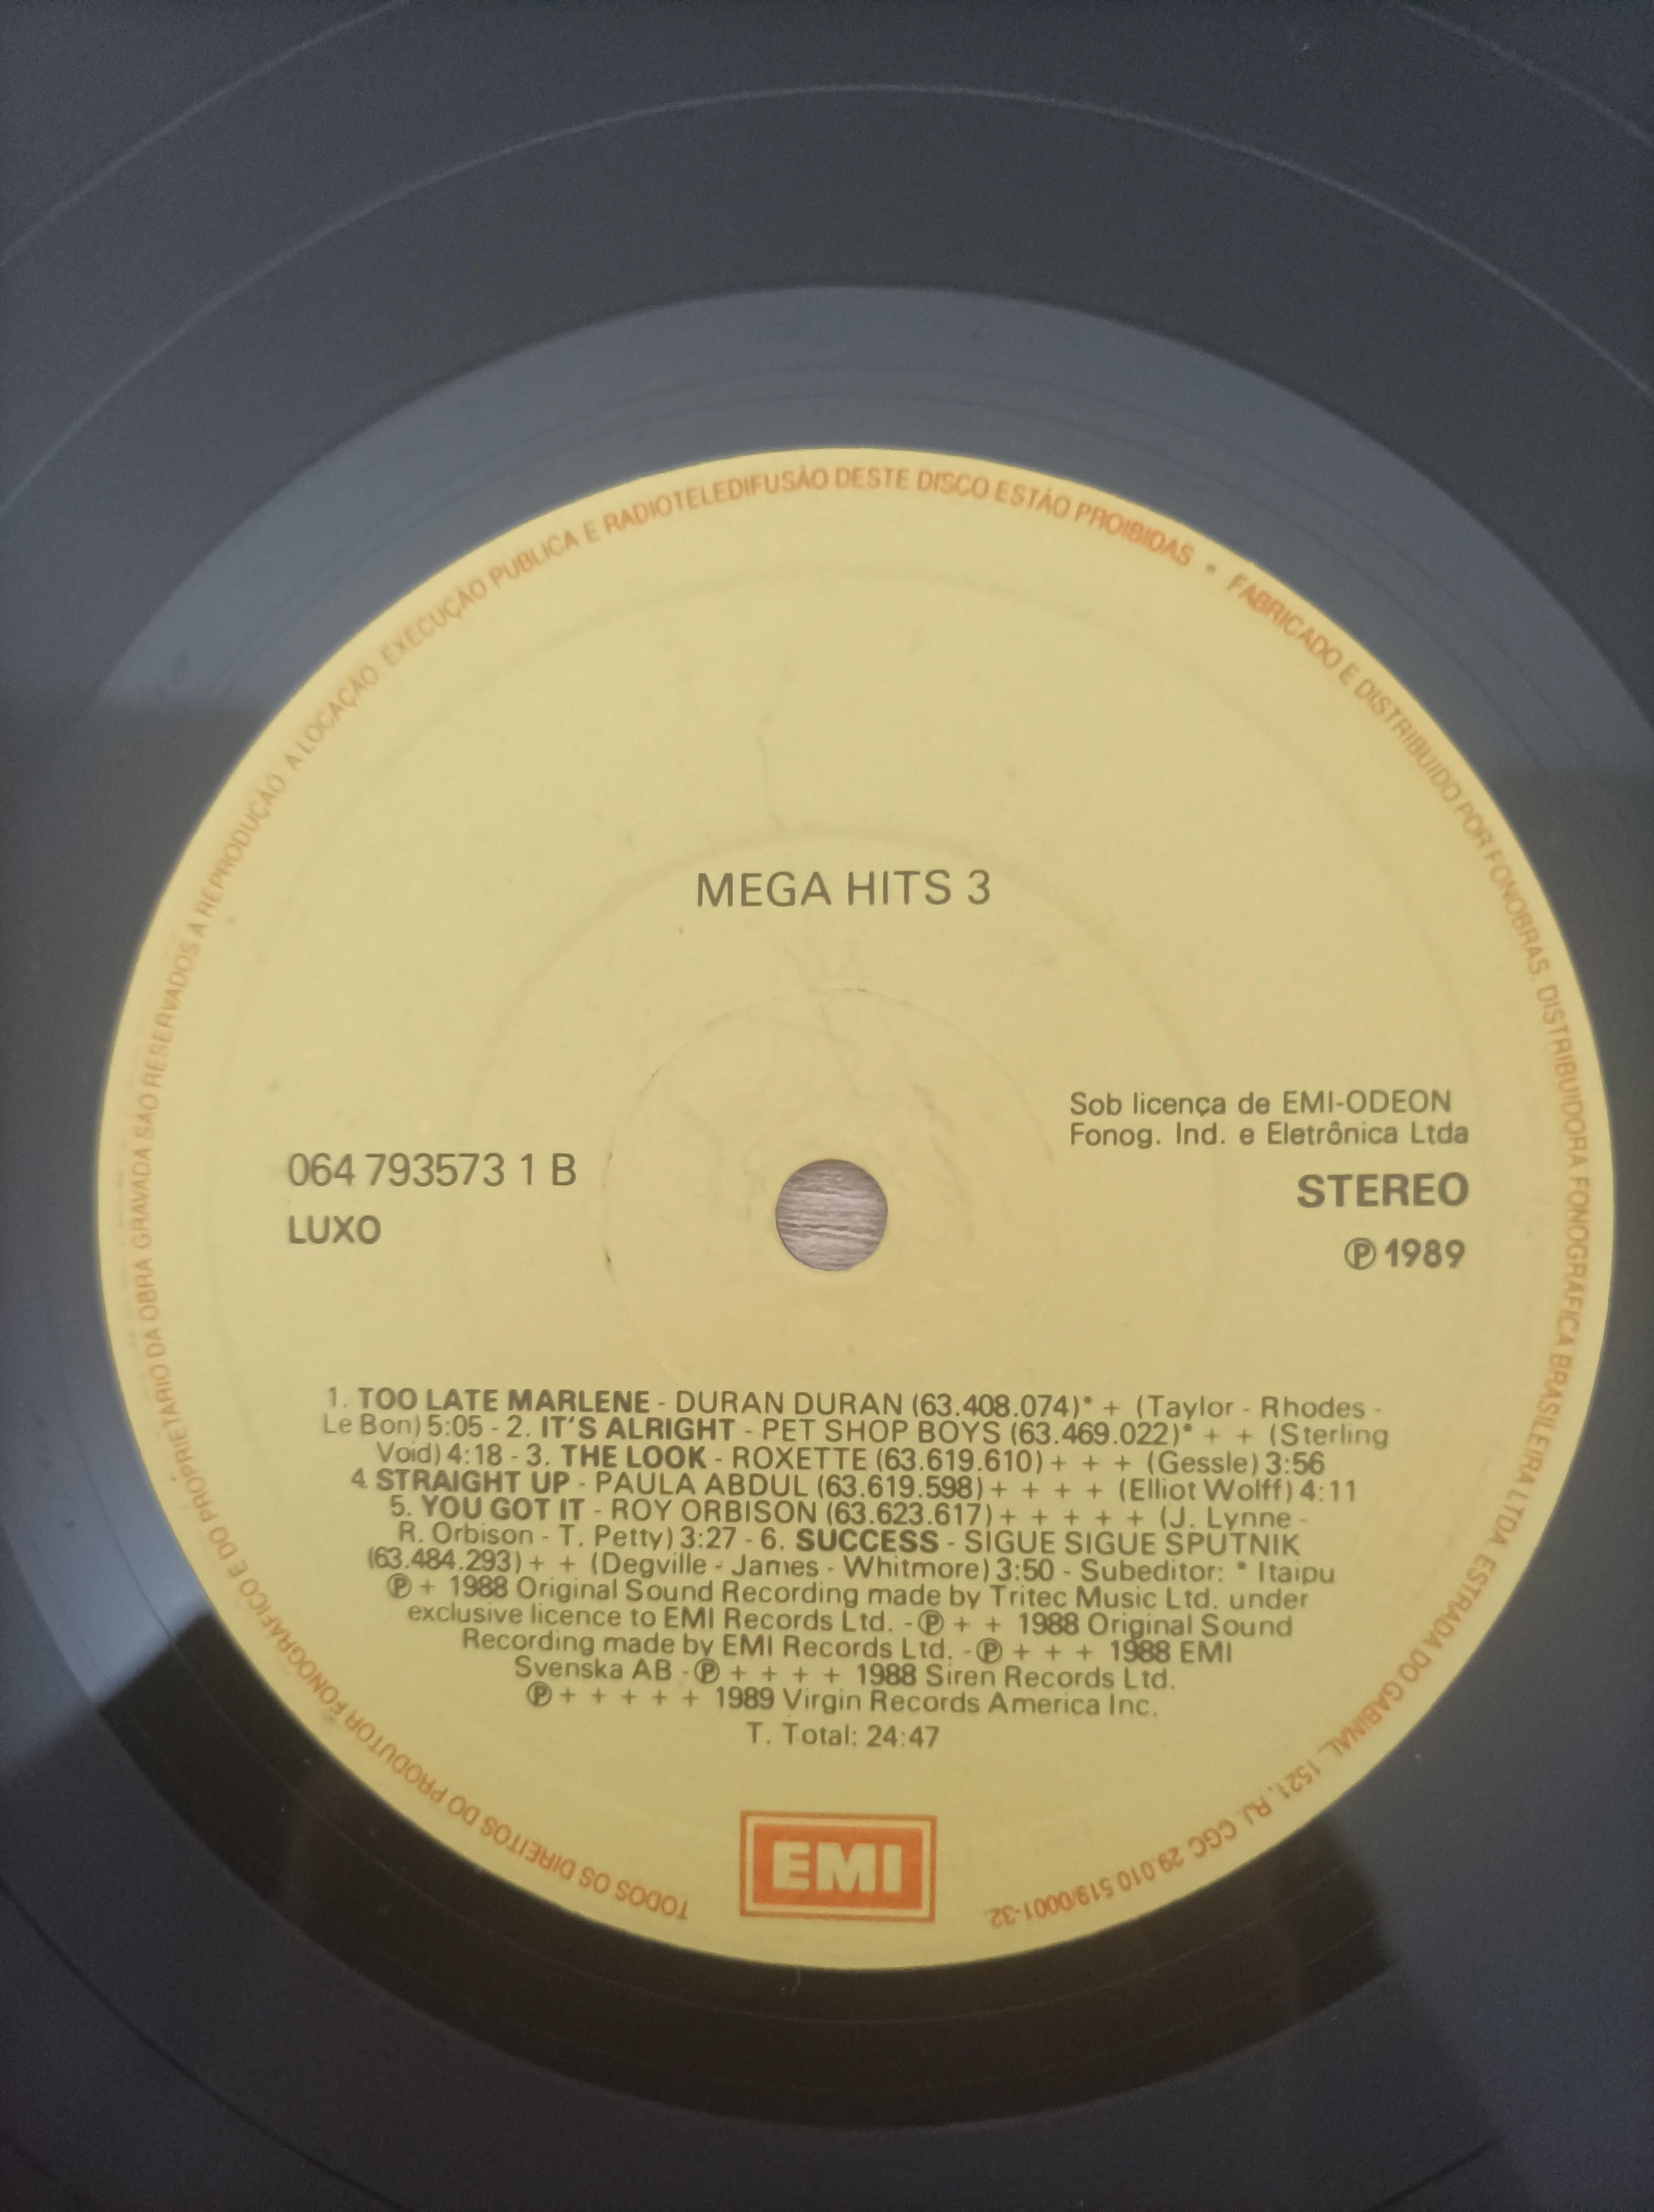 TODOS OS DIREITOS DO PRODUTOR FONOGRÁFICO E DO PROPRIETÁRIO DA OBRA GRAVADA SÃO RESERVADOS A REPRODUÇÃO A LOCAÇÃO EXECUÇÃO PUBLICA E RADIOTELEDIFUSÃO DESTE DISCO ESTÃO PROIBIDAS • FABRICADO E DISTRIBUIDO POR FONOBRAS. DISTRIBUIDORA FONOGRÁFICA BRASILEIRA LTDA. ESTRADA DO GABINAL, 1521, RJ. CGC 29.010.519/0001-32.
MEGA HITS 3
Sob licença de EMI-ODEON
Fonog. Ind. e Eletrônica Ltda
064 793573 1 B
STEREO
LUXO
℗ 1989
1. TOO LATE MARLENE - DURAN DURAN (63.408.074)* + (Taylor - Rhodes -
Le Bon) 5:05 - 2. IT'S ALRIGHT - PET SHOP BOYS (63.469.022)* + + (Sterling
Void) 4:18 - 3. THE LOOK - ROXETTE (63.619.610) + + + (Gessle) 3:56
4 STRAIGHT UP - PAULA ABDUL (63.619.598) + + + + (Elliot Wolff) 4:11
5. YOU GOT IT - ROY ORBISON (63.623.617) + + + + + (J. Lynne -
R. Orbison - T. Petty) 3:27 - 6. SUCCESS - SIGUE SIGUE SPUTNIK
(63.484.293) + + (Degville - James - Whitmore) 3:50 - Subeditor: * Itaipu
℗ + 1988 Original Sound Recording made by Tritec Music Ltd. under
exclusive licence to EMI Records Ltd. - ℗ + + 1988 Original Sound
Recording made by EMI Records Ltd. - ℗ + + + 1988 EMI
Svenska AB - ℗ + + + + 1988 Siren Records Ltd.
℗ + + + + + 1989 Virgin Records America Inc.
T. Total: 24:47
EMI